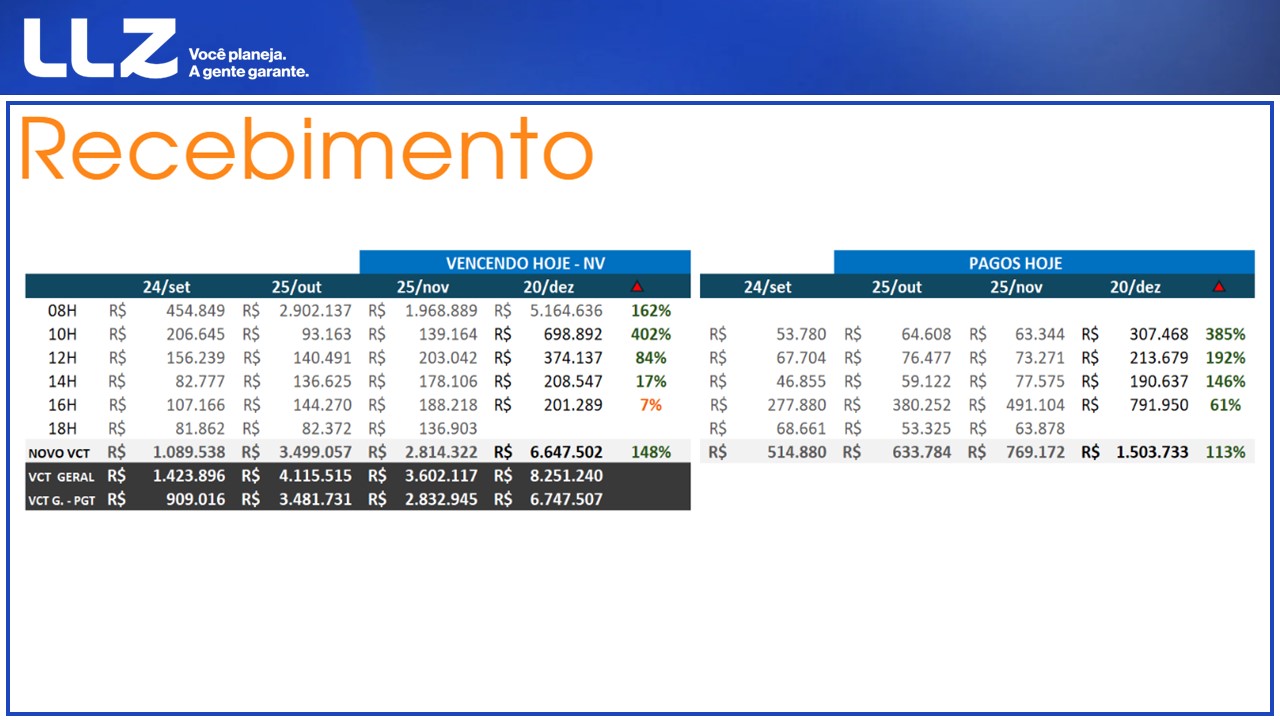 LLZ
Você planeja.
A gente garante.
Recebimento
VENCENDO HOJE - NV PAGOS HOJE
24/set 25/out 25/nov 20/dez 24/set 25/out 25/nov 20/dez
08H R$ 454.849 R$ 2.902.137 R$ 1.968.889 R$ 5.164.636 162%
10H R$ 206.645 R$ 93.163 R$ 139.164 R$ 698.892 402% R$ 53.780 R$ 64.608 R$ 63.344 R$ 307.468 385%
12H R$ 156.239 R$ 140.491 R$ 203.042 R$ 374.137 84% R$ 67.704 R$ 76.477 R$ 73.271 R$ 213.679 192%
14H R$ 82.777 R$ 136.625 R$ 178.106 R$ 208.547 17% R$ 46.855 R$ 59.122 R$ 77.575 R$ 190.637 146%
16H R$ 107.166 R$ 144.270 R$ 188.218 R$ 201.289 7% R$ 277.880 R$ 380.252 R$ 491.104 R$ 791.950 61%
18H R$ 81.862 R$ 82.372 R$ 136.903 R$ 68.661 R$ 53.325 R$ 63.878
NOVO VCT R$ 1.089.538 R$ 3.499.057 R$ 2.814.322 R$ 6.647.502 148% R$ 514.880 R$ 633.784 R$ 769.172 R$ 1.503.733 113%
VCT GERAL R$ 1.423.896 R$ 4.115.515 R$ 3.602.117 R$ 8.251.240
VCT G. - PGT R$ 909.016 R$ 3.481.731 R$ 2.832.945 R$ 6.747.507